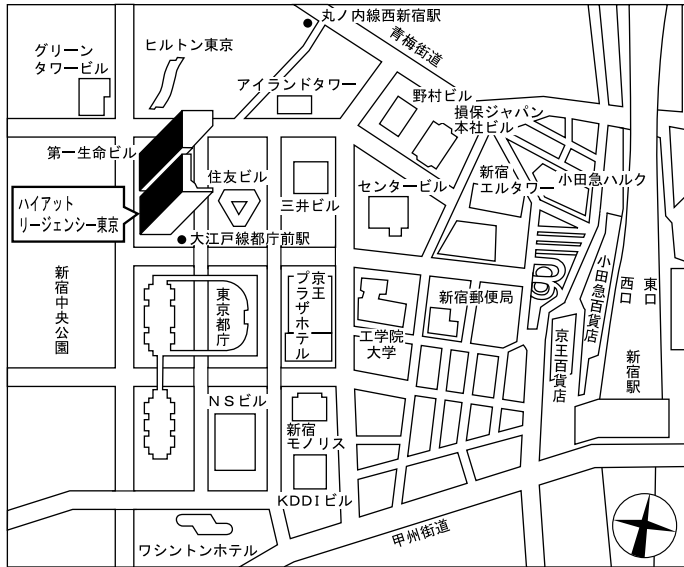 丸ノ内線西新宿駅
青梅街道
グリーン
タワービル
ヒルトン東京
アイランドタワー
野村ビル
損保ジャパン
本社ビル
第一生命ビル
住友ビル
三井ビル
センタービル
新宿
エルタワー
小田急ハルク
ハイアット
リージェンシー東京
大江戸線都庁前駅
新宿中央公園
東京都庁
京王
プラザホテル
工学院
大学
新宿郵便局
小田急百貨店
京王百貨店
西口
東口
新宿駅
NSビル
新宿
モノリス
KDDIビル
ワシントンホテル
甲州街道